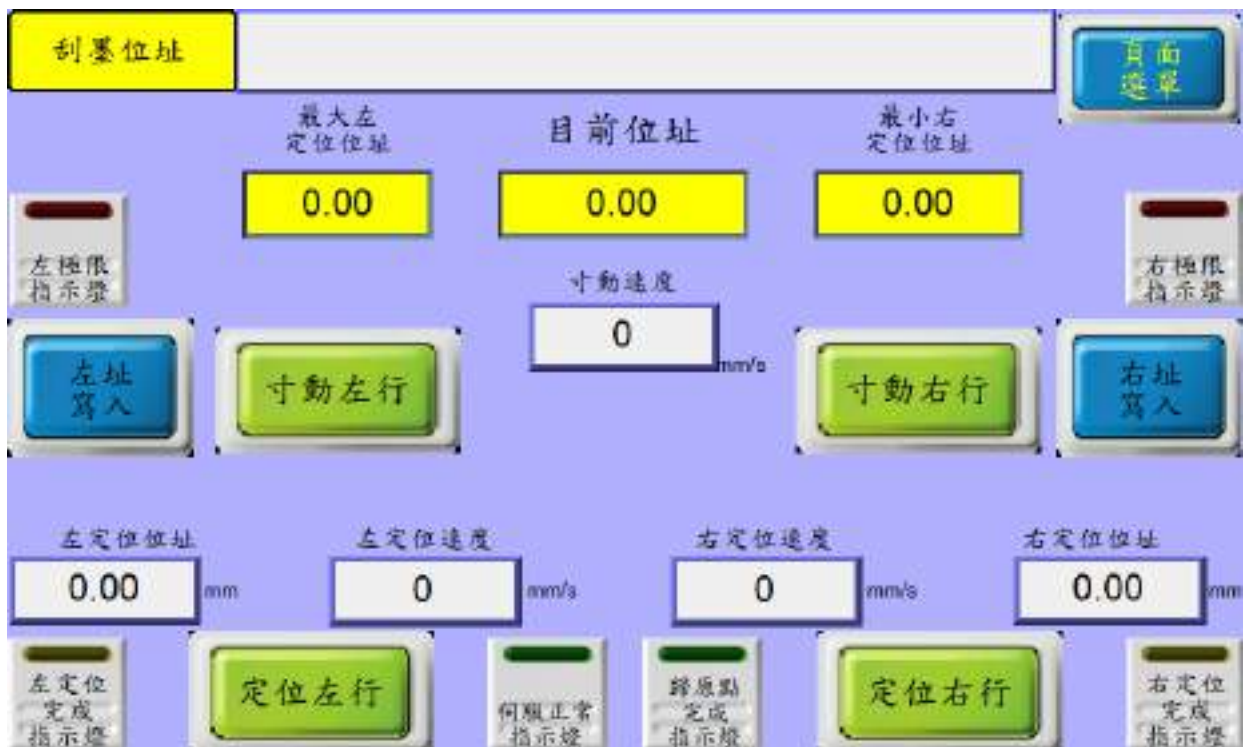 刮墨位址
頁面
選單
最大左
定位位址
目前位址
最小右
定位位址
0.00
0.00
0.00
左極限
指示燈
右極限
指示燈
寸動速度
0
mm/s
左址
寫入
寸動左行
寸動右行
右址
寫入
左定位位址
左定位速度
右定位速度
右定位位址
0.00
mm
0
mm/s
0
mm/s
0.00
mm
左定位
完成
指示燈
定位左行
伺服正常
指示燈
歸原點
完成
指示燈
定位右行
右定位
完成
指示燈